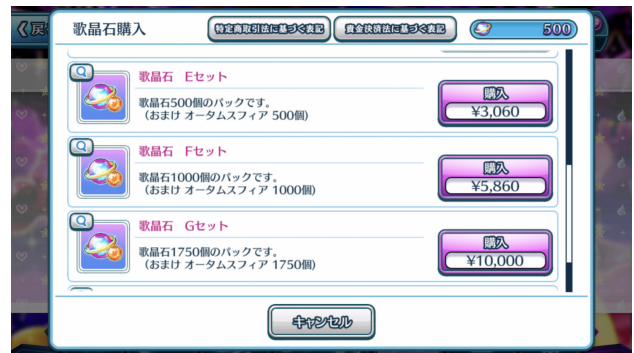 《戻
歌晶石購入
特定商取引法に基づく表記
資金決済法に基づく表記
500
歌晶石 Eセット
歌晶石500個のパックです。
(おまけ オータムスフィア 500個)
購入
¥3,060
歌晶石 Fセット
歌晶石1000個のパックです。
(おまけ オータムスフィア 1000個)
購入
¥5,860
歌晶石 Gセット
歌晶石1750個のパックです。
(おまけ オータムスフィア 1750個)
購入
¥10,000
キャンセル